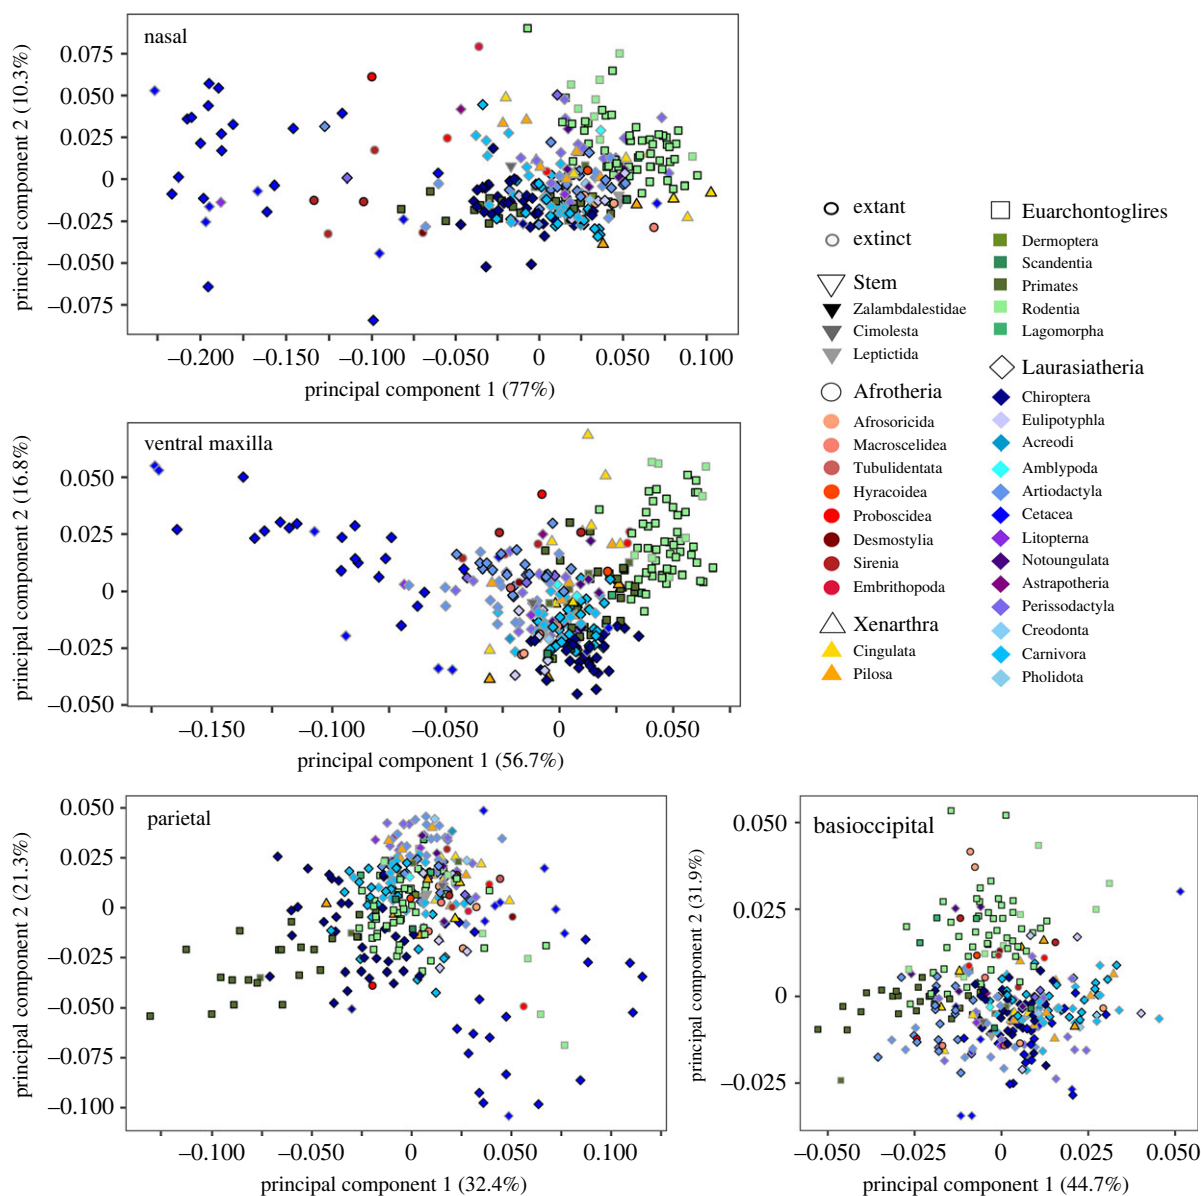 nasal
principal component 2 (10.3%)
0.075
0.050
0.025
0
−0.025
−0.050
−0.075
−0.200
−0.150
−0.100
−0.050
0
0.050
0.100
principal component 1 (77%)
ventral maxilla
principal component 2 (16.8%)
0.050
0.025
0
−0.025
−0.050
−0.150
−0.100
−0.050
0
0.050
principal component 1 (56.7%)
extant
extinct
Stem
Zalambdalestidae
Cimolesta
Leptictida
Afrotheria
Afrosoricida
Macroscelidea
Tubulidentata
Hyracoidea
Proboscidea
Desmostylia
Sirenia
Embrithopoda
Xenarthra
Cingulata
Pilosa
Euarchontoglires
Dermoptera
Scandentia
Primates
Rodentia
Lagomorpha
Laurasiatheria
Chiroptera
Eulipotyphla
Acreodi
Amblypoda
Artiodactyla
Cetacea
Litopterna
Notoungulata
Astrapotheria
Perissodactyla
Creodonta
Carnivora
Pholidota
parietal
principal component 2 (21.3%)
0.050
0.025
0
−0.025
−0.050
−0.075
−0.100
−0.100
−0.050
0
0.050
0.100
principal component 1 (32.4%)
basioccipital
principal component 2 (31.9%)
0.050
0.025
0
−0.025
−0.050
−0.025
0
0.025
0.050
principal component 1 (44.7%)